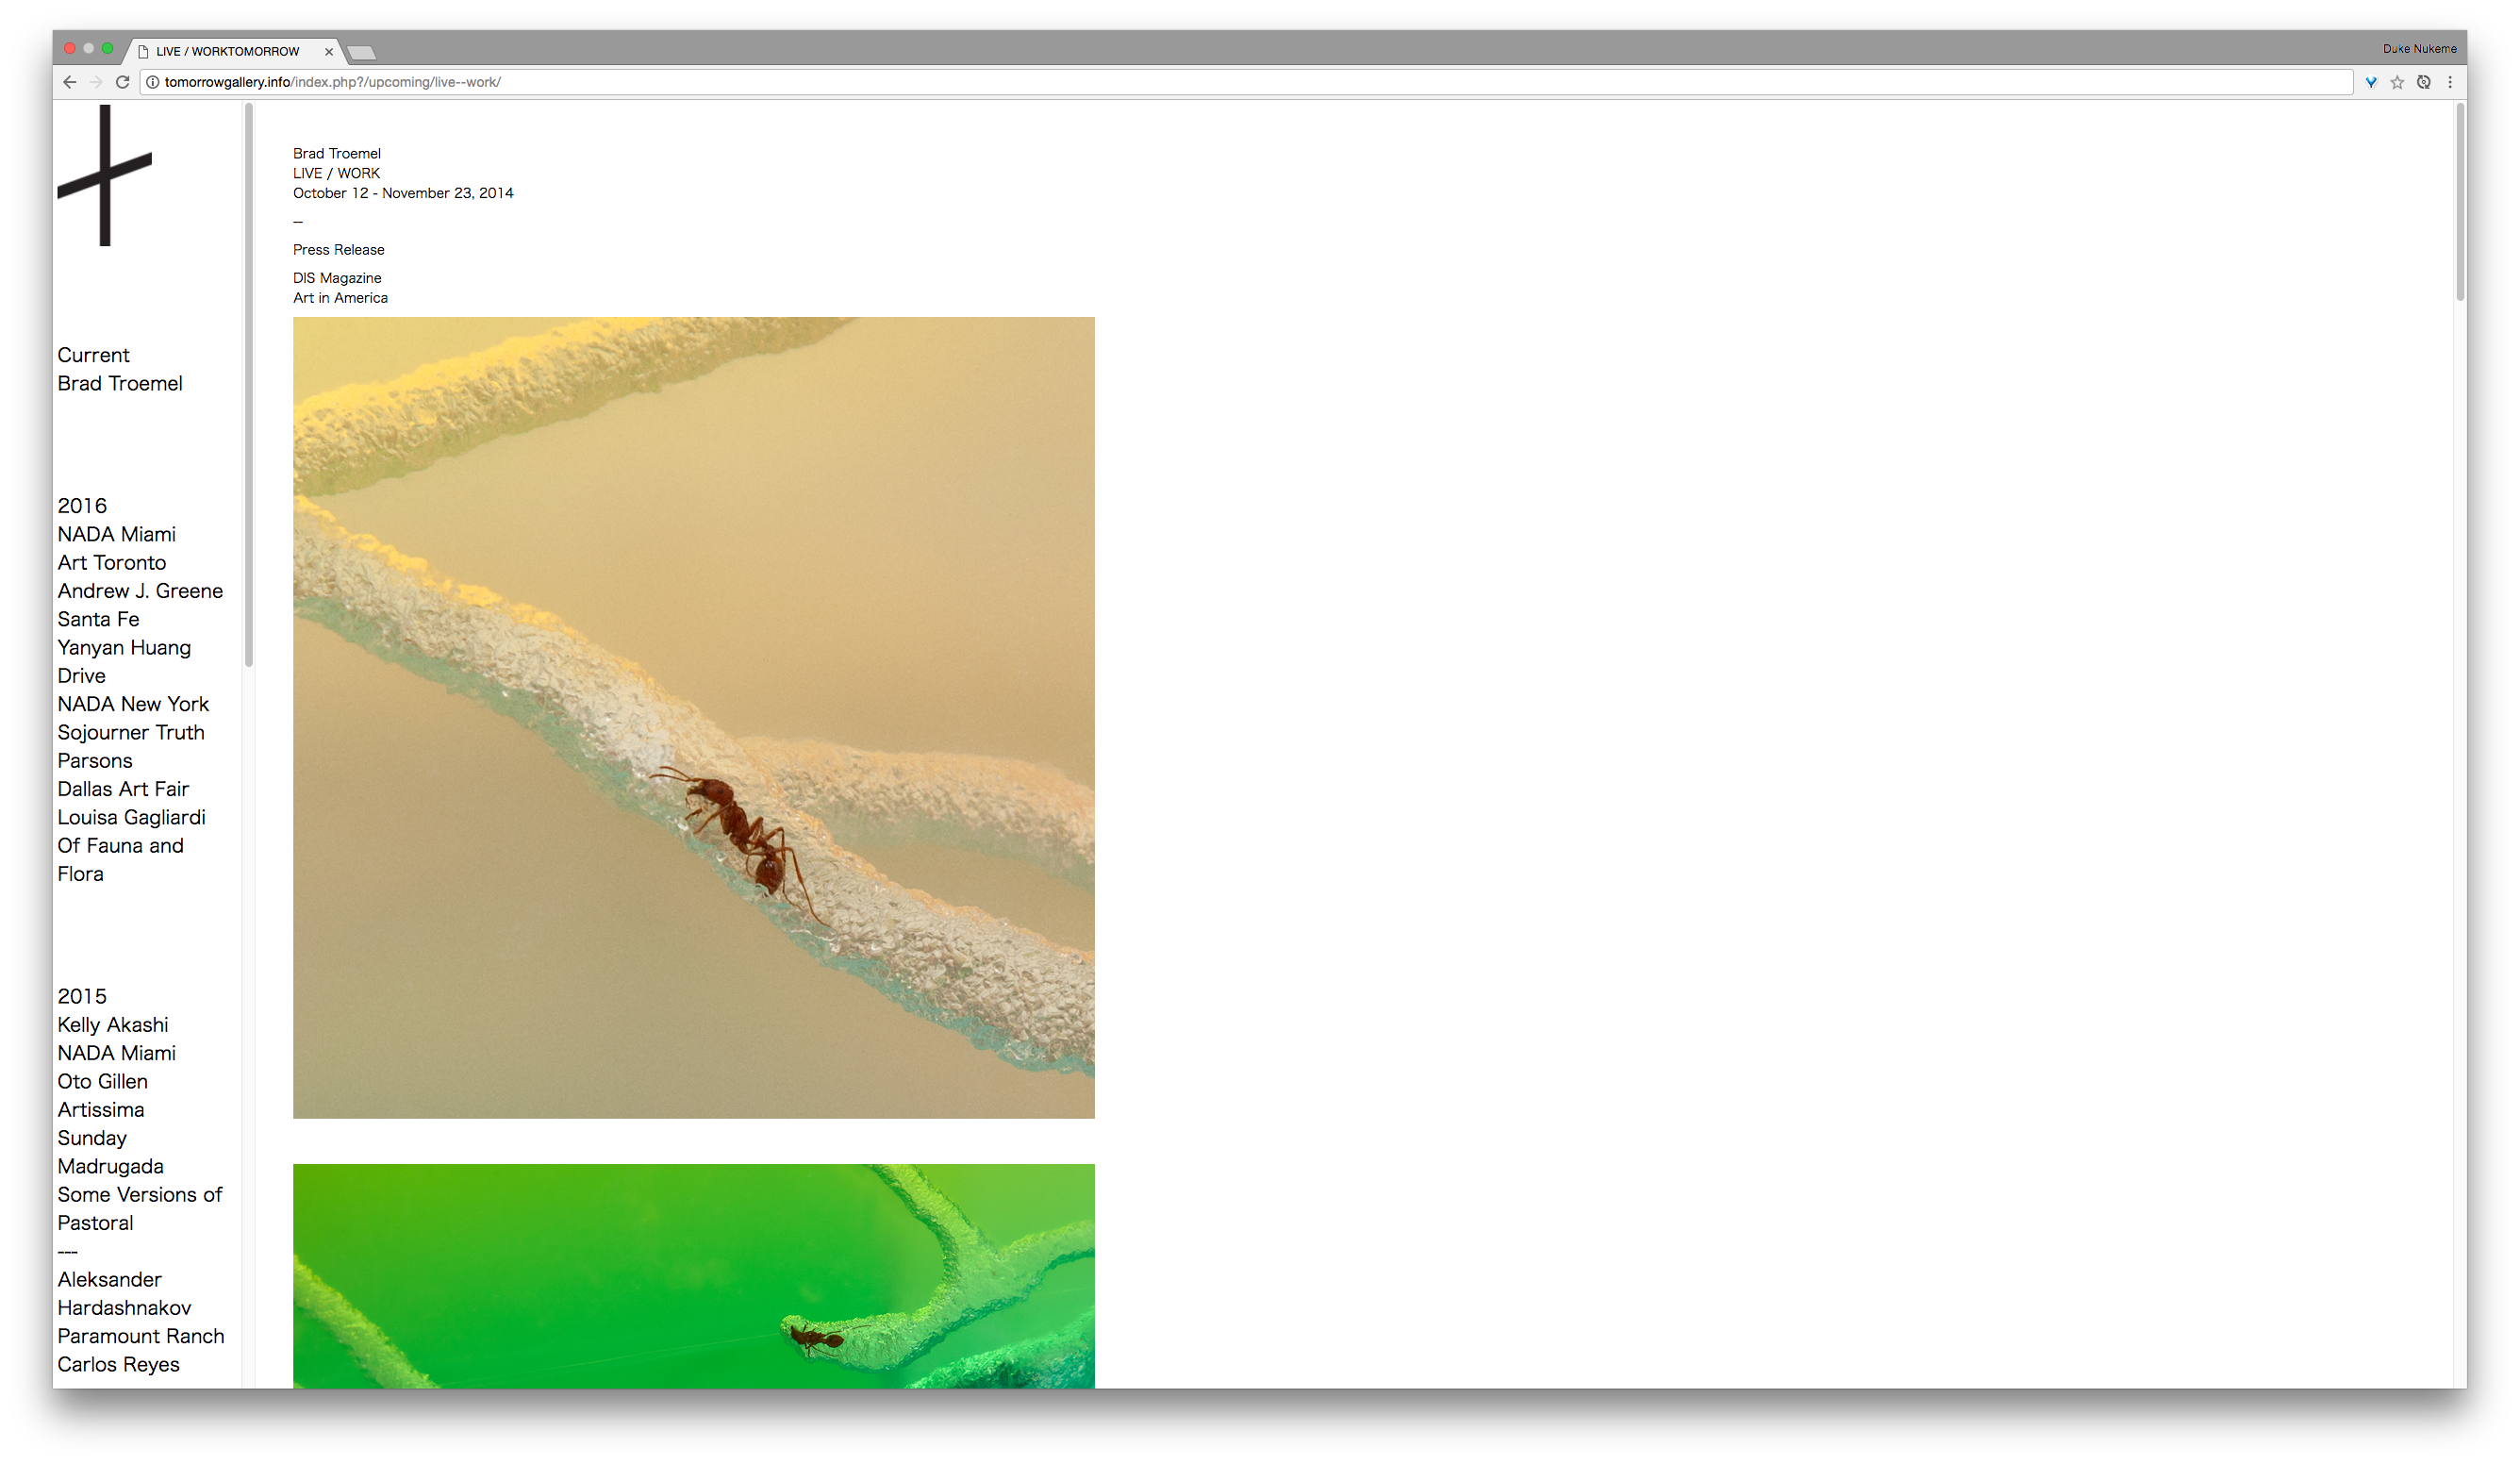 LIVE / WORKTOMORROW
Duke Nukeme
tomorrowgallery.info/index.php?/upcoming/live--work/
Current
Brad Troemel
2016
NADA Miami
Art Toronto
Andrew J. Greene
Santa Fe
Yanyan Huang
Drive
NADA New York
Sojourner Truth
Parsons
Dallas Art Fair
Louisa Gagliardi
Of Fauna and
Flora
2015
Kelly Akashi
NADA Miami
Oto Gillen
Artissima
Sunday
Madrugada
Some Versions of
Pastoral
---
Aleksander
Hardashnakov
Paramount Ranch
Carlos Reyes
Brad Troemel
LIVE / WORK
October 12 - November 23, 2014
--
Press Release
DIS Magazine
Art in America